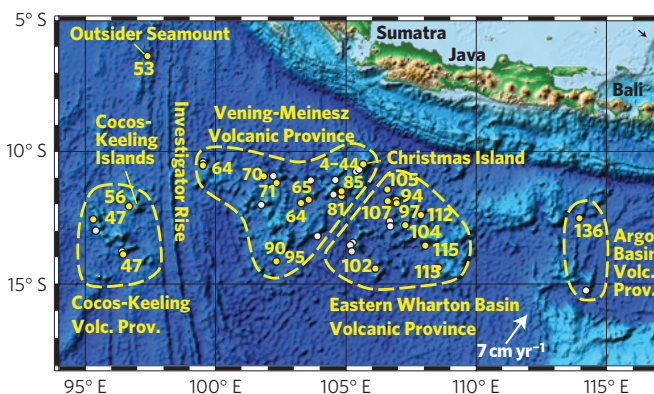 5° S
10° S
15° S
95° E
100° E
105° E
110° E
115° E
Outsider Seamount
53
Sumatra
Java
Bali
Investigator Rise
Cocos-
Keeling
Islands
56
47
47
Cocos-Keeling
Volc. Prov.
Vening-Meinesz
Volcanic Province
64
70
71
65
64
4–44
85
81
90
95
Christmas Island
105
94
107
97
112
104
115
102
115
Eastern Wharton Basin
Volcanic Province
136
Argo
Basin
Volc.
Prov.
7 cm yr⁻¹